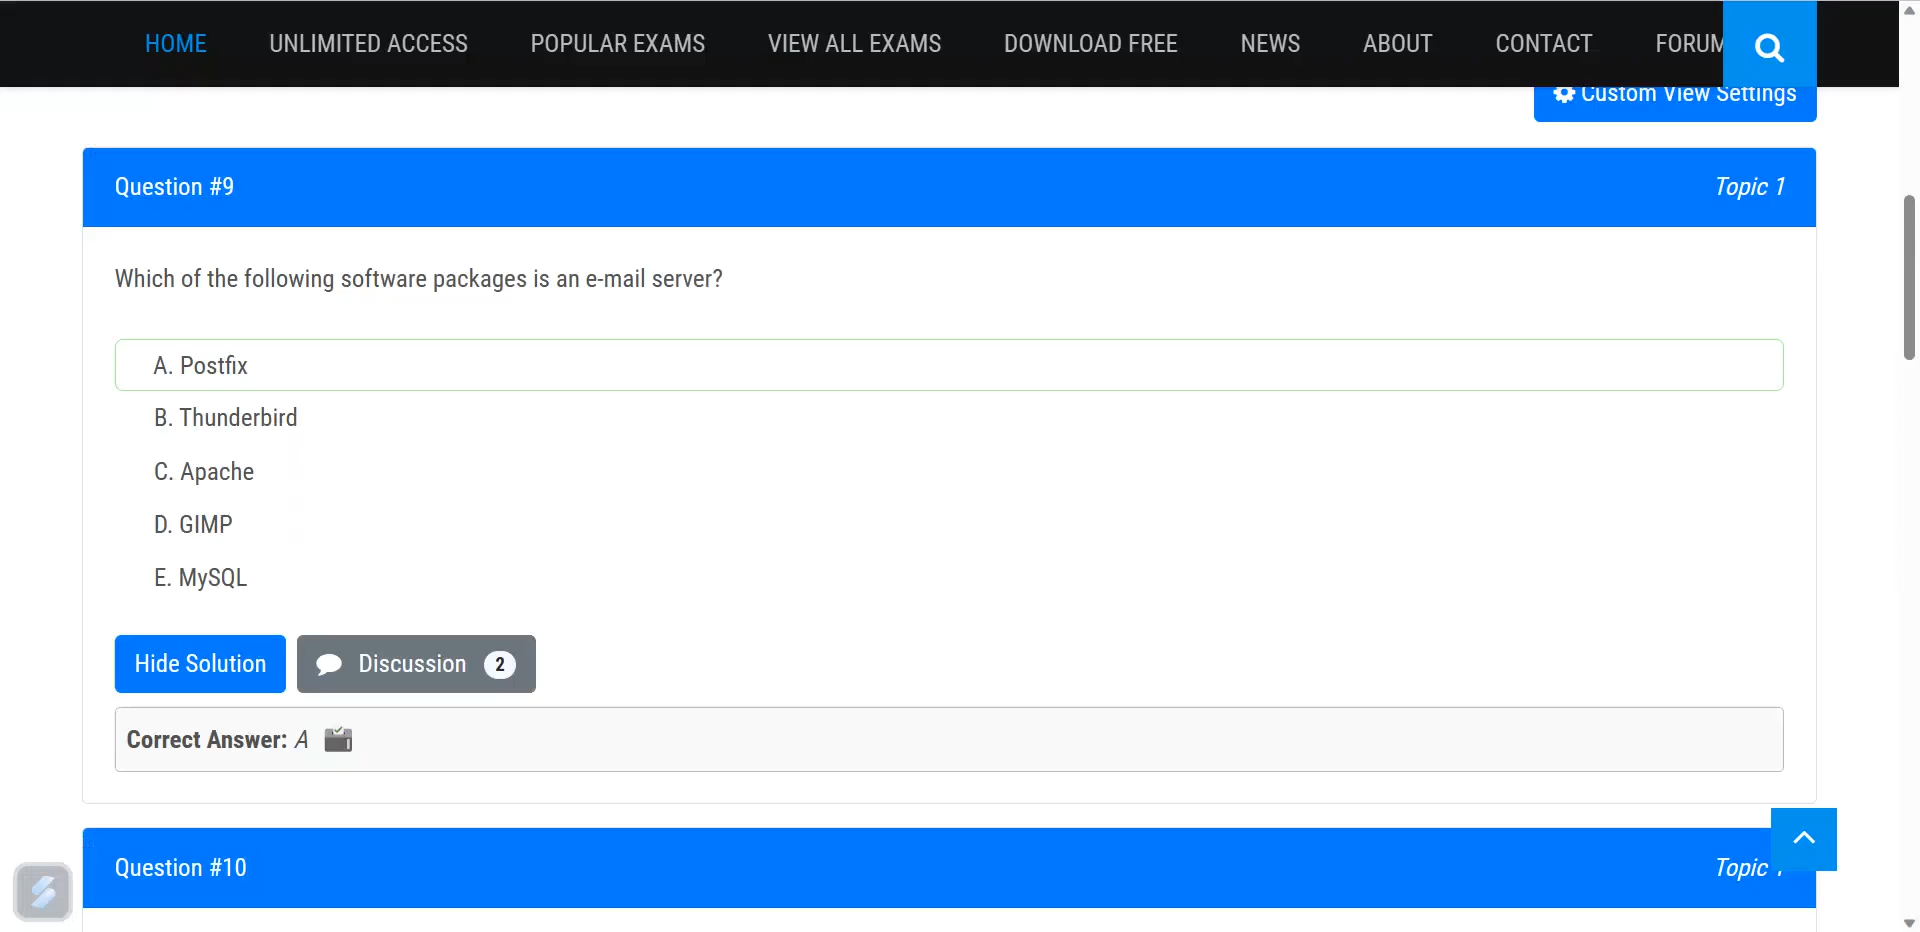 HOME UNLIMITED ACCESS POPULAR EXAMS VIEW ALL EXAMS DOWNLOAD FREE NEWS ABOUT CONTACT FORUM
Custom View Settings
Question #9 Topic 1
Which of the following software packages is an e-mail server?
A. Postfix
B. Thunderbird
C. Apache
D. GIMP
E. MySQL
Hide Solution Discussion 2
Correct Answer: A
Question #10 Topic 1